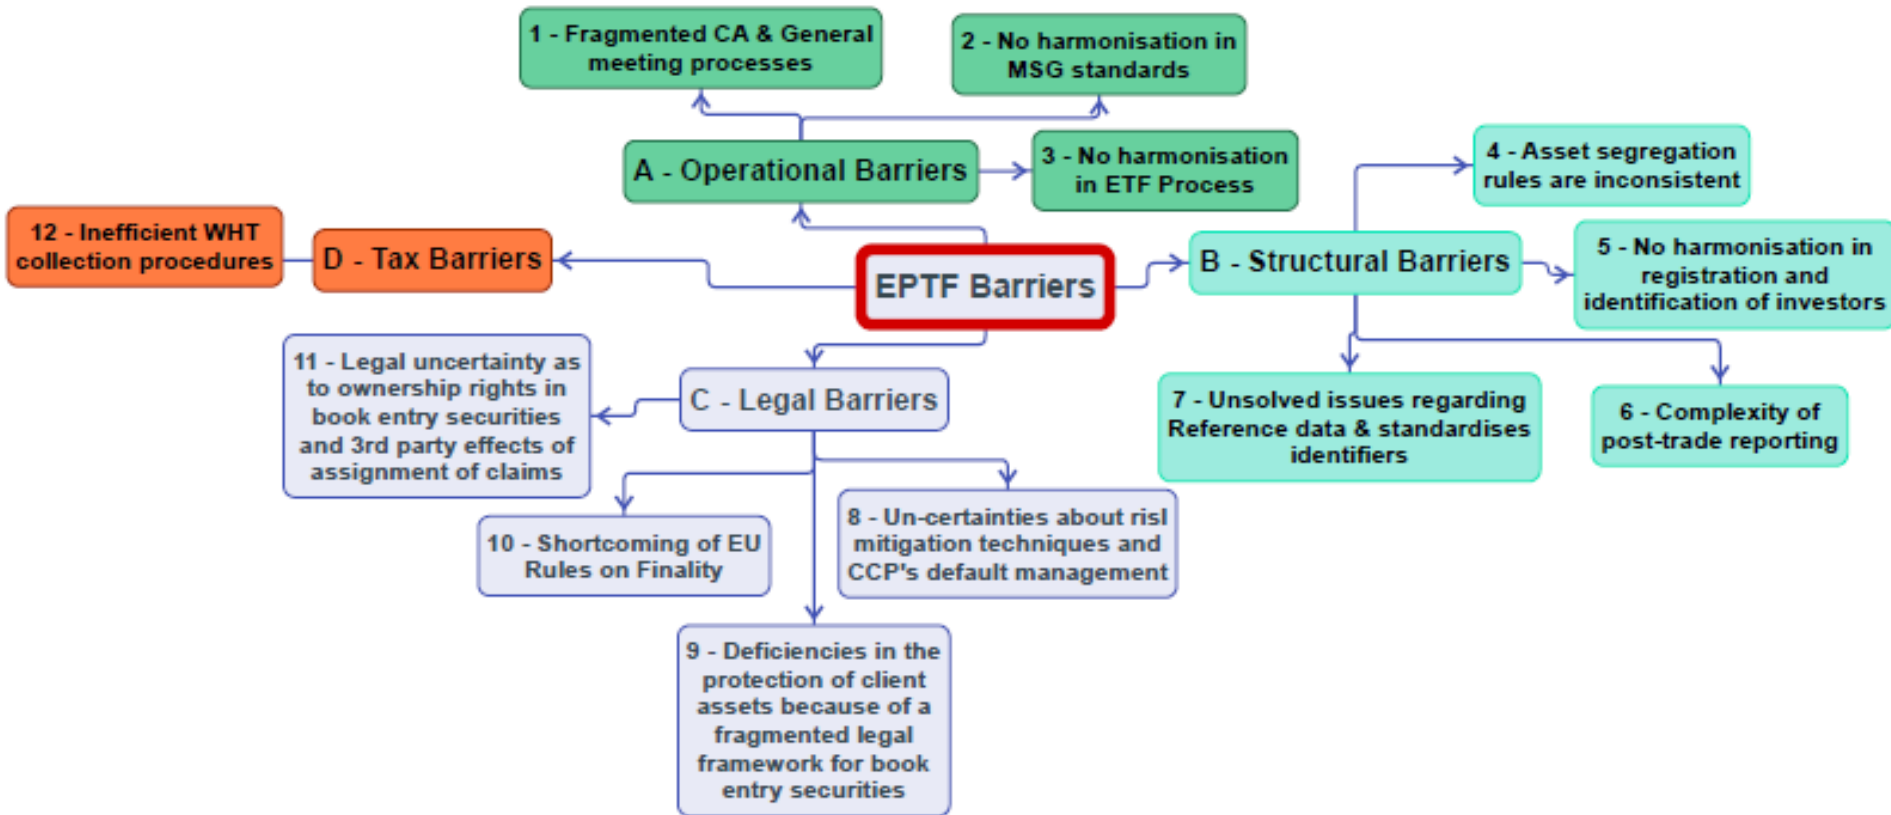 1 - Fragmented CA & General
meeting processes
2 - No harmonisation in
MSG standards
A - Operational Barriers
3 - No harmonisation
in ETF Process
4 - Asset segregation
rules are inconsistent
12 - Inefficient WHT
collection procedures
D - Tax Barriers
EPTF Barriers
B - Structural Barriers
5 - No harmonisation in
registration and
identification of investors
11 - Legal uncertainty as
to ownership rights in
book entry securities
and 3rd party effects of
assignment of claims
C - Legal Barriers
7 - Unsolved issues regarding
Reference data & standardises
identifiers
6 - Complexity of
post-trade reporting
10 - Shortcoming of EU
Rules on Finality
8 - Un-certainties about risl
mitigation techniques and
CCP's default management
9 - Deficiencies in the
protection of client
assets because of a
fragmented legal
framework for book
entry securities